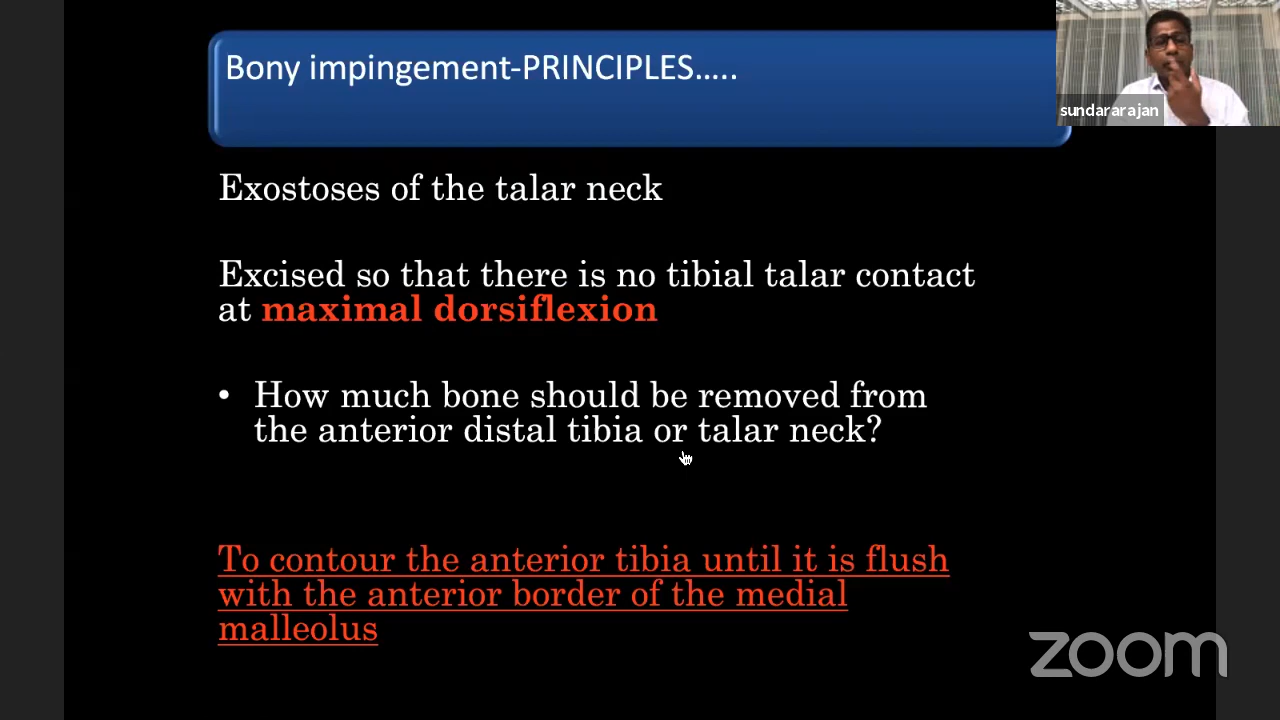 Bony impingement-PRINCIPLES.....
sundararajan
Exostoses of the talar neck
Excised so that there is no tibial talar contact
at maximal dorsiflexion
• How much bone should be removed from
the anterior distal tibia or talar neck?
To contour the anterior tibia until it is flush
with the anterior border of the medial
malleolus
zoom